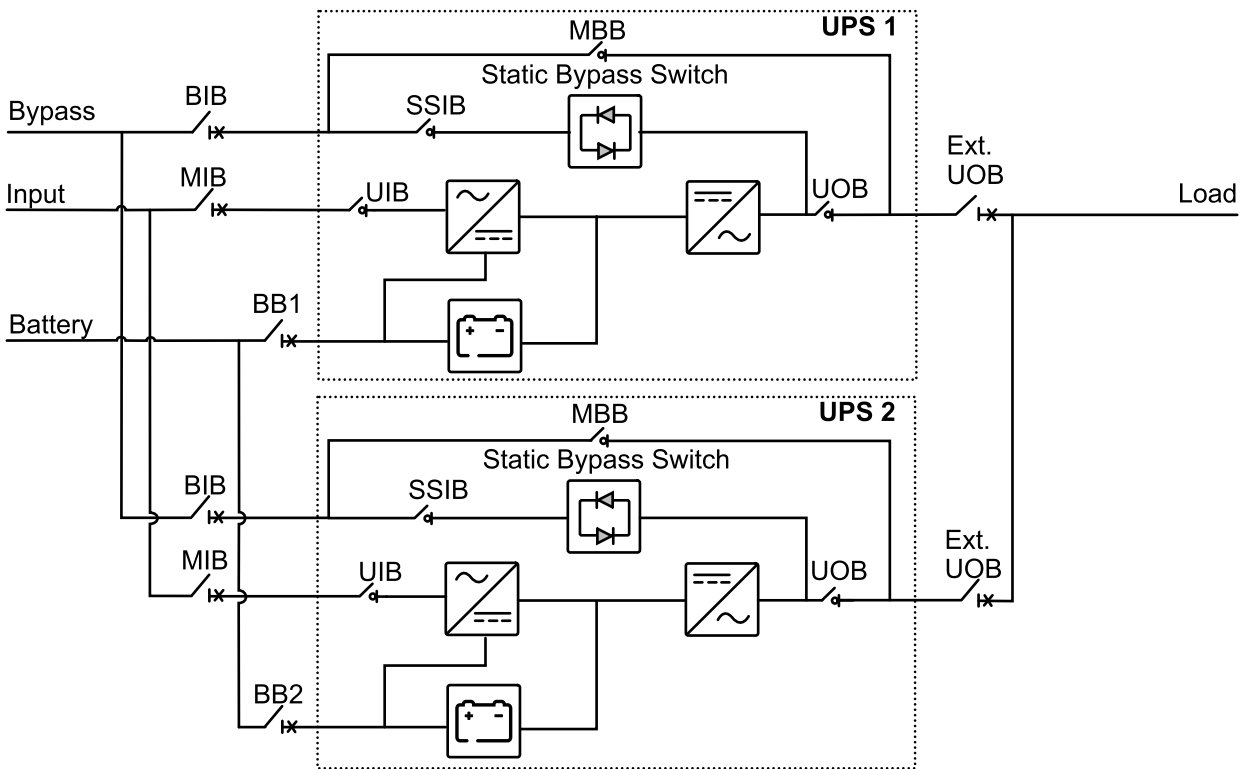 UPS 1
MBB
Static Bypass Switch
BIB
SSIB
Bypass
Ext.
UOB
MIB
UIB
UOB
Input
Load
BB1
Battery
UPS 2
MBB
Static Bypass Switch
BIB
SSIB
Ext.
UOB
MIB
UIB
UOB
BB2